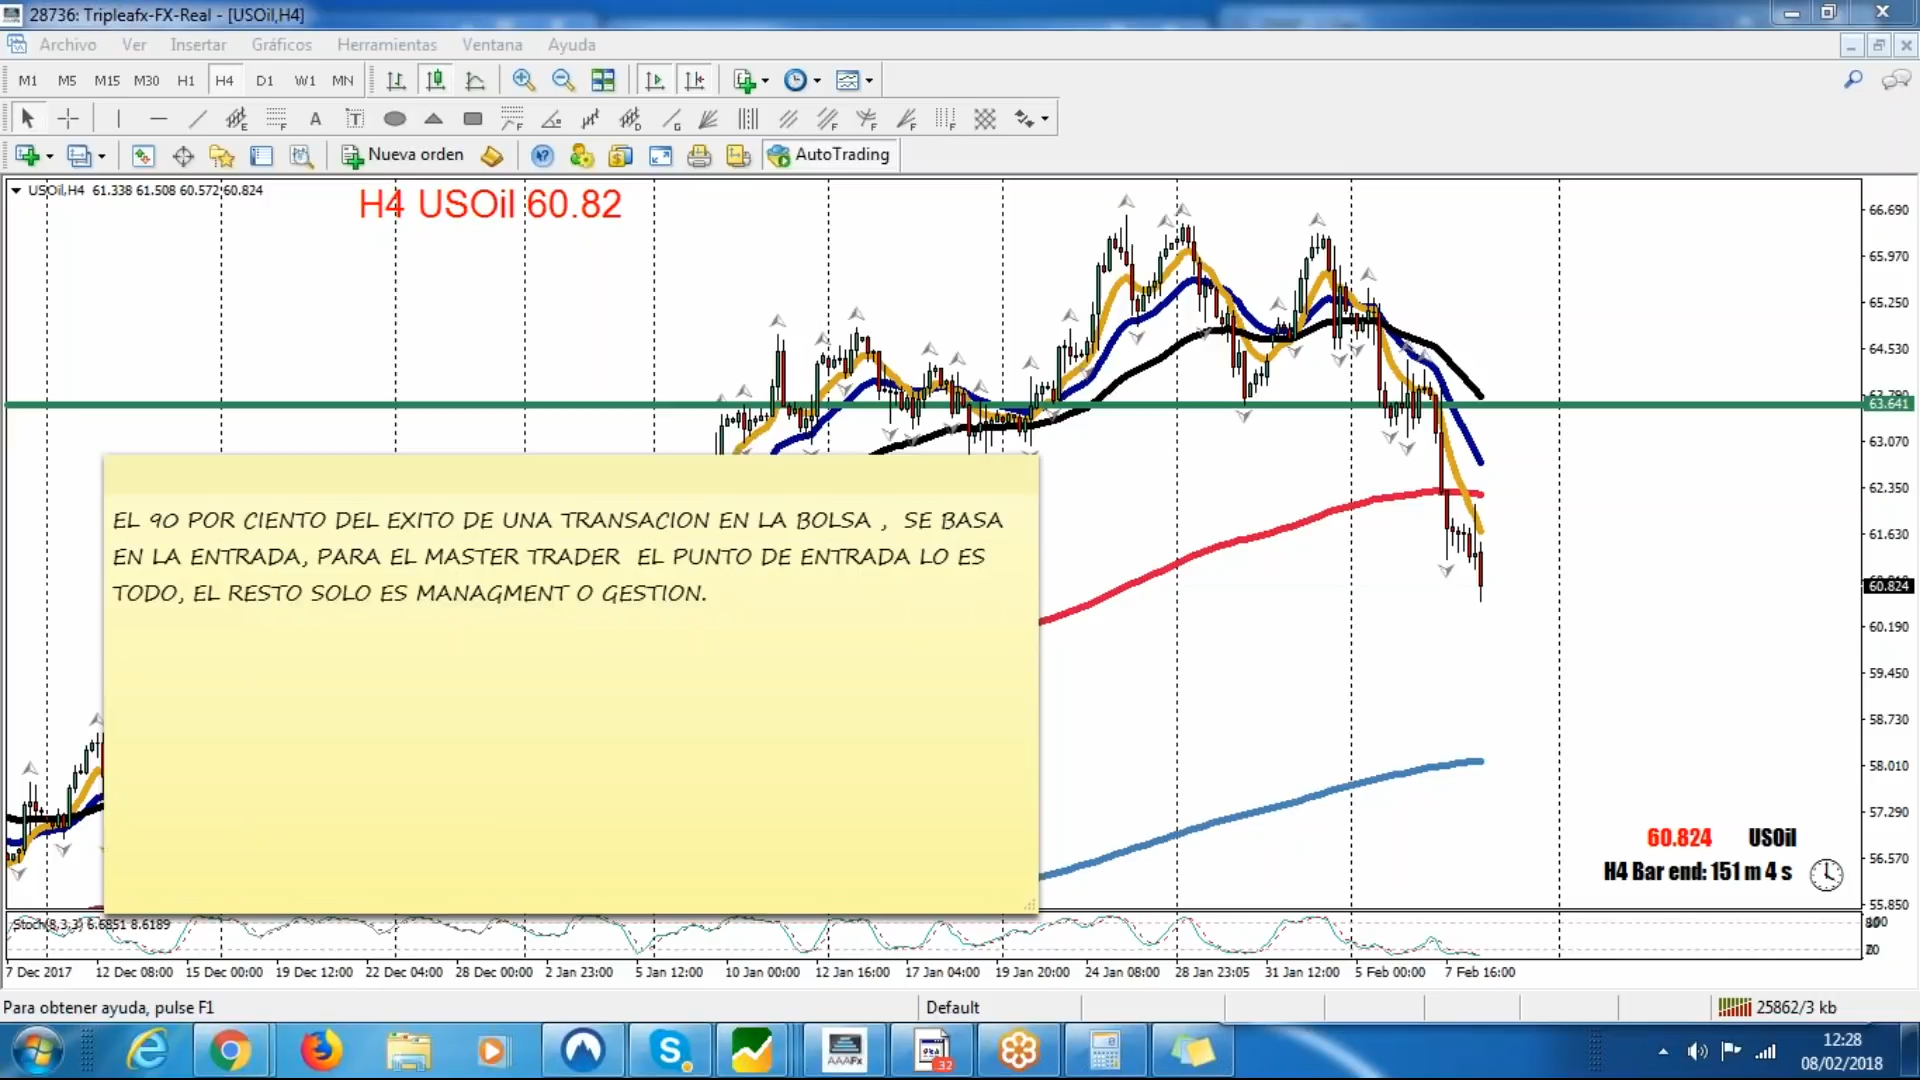 28736: Tripleafx-FX-Real - [USOil,H4]
Archivo Ver Insertar Gráficos Herramientas Ventana Ayuda
M1 M5 M15 M30 H1 H4 D1 W1 MN
Nueva orden AutoTrading
USOil,H4 61.338 61.508 60.572 60.824
H4 USOil 60.82
66.690
65.970
65.250
64.530
63.641
63.070
62.350
61.630
60.824
60.190
59.450
58.730
58.010
57.290
56.570
55.850
EL 90 POR CIENTO DEL EXITO DE UNA TRANSACION EN LA BOLSA , SE BASA
EN LA ENTRADA, PARA EL MASTER TRADER EL PUNTO DE ENTRADA LO ES
TODO, EL RESTO SOLO ES MANAGMENT O GESTION.
60.824 USOil
H4 Bar end: 151 m 4 s
Stoch(8,3,3) 6.6851 8.6189
7 Dec 2017 12 Dec 08:00 15 Dec 00:00 19 Dec 12:00 22 Dec 04:00 28 Dec 00:00 2 Jan 23:00 5 Jan 12:00 10 Jan 00:00 12 Jan 16:00 17 Jan 04:00 19 Jan 20:00 24 Jan 08:00 28 Jan 23:05 31 Jan 12:00 5 Feb 00:00 7 Feb 16:00
Para obtener ayuda, pulse F1 Default 25862/3 kb
AAAFx
32
12:28
08/02/2018